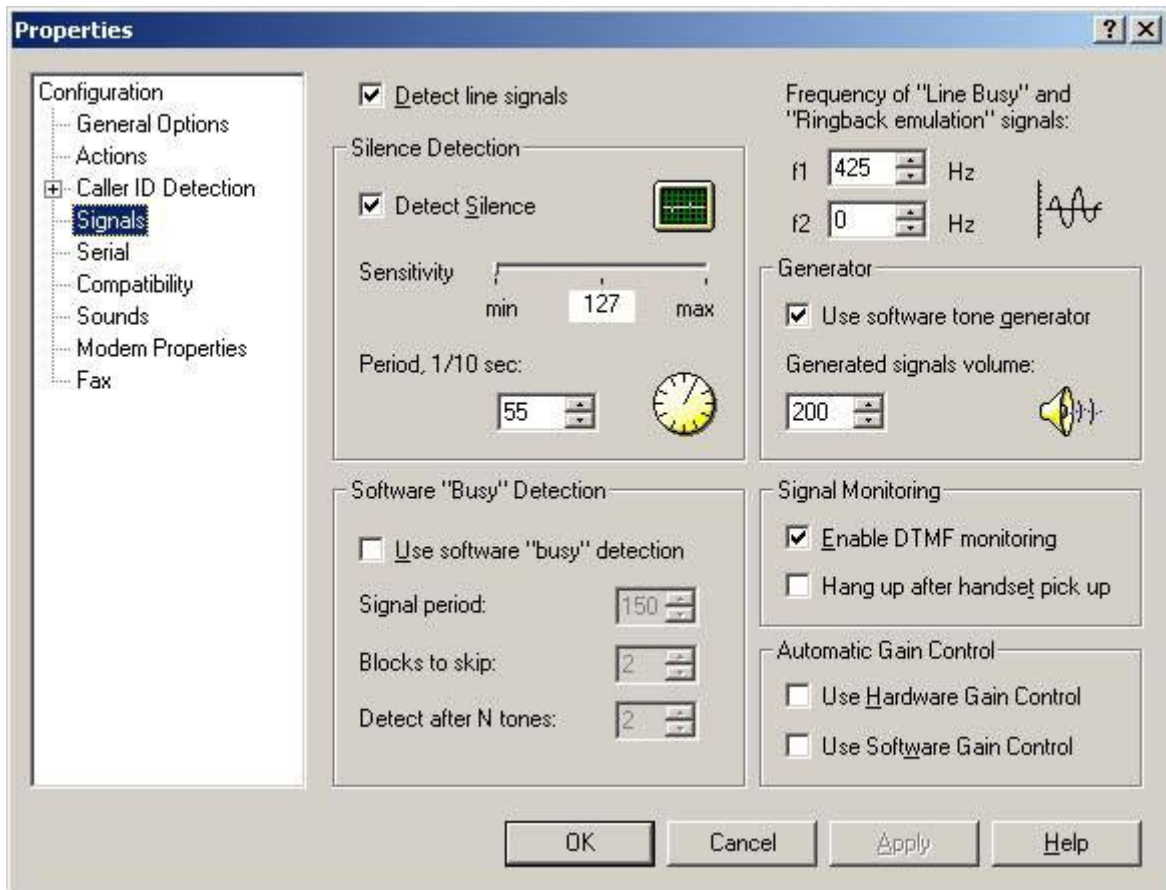 Properties
Configuration
General Options
Actions
Caller ID Detection
Signals
Serial
Compatibility
Sounds
Modem Properties
Fax
Detect line signals
Silence Detection
Detect Silence
Sensitivity
min 127 max
Period, 1/10 sec:
55
Software "Busy" Detection
Use software "busy" detection
Signal period: 150
Blocks to skip: 2
Detect after N tones: 2
Frequency of "Line Busy" and
"Ringback emulation" signals:
f1 425 Hz
f2 0 Hz
Generator
Use software tone generator
Generated signals volume:
200
Signal Monitoring
Enable DTMF monitoring
Hang up after handset pick up
Automatic Gain Control
Use Hardware Gain Control
Use Software Gain Control
OK Cancel Apply Help